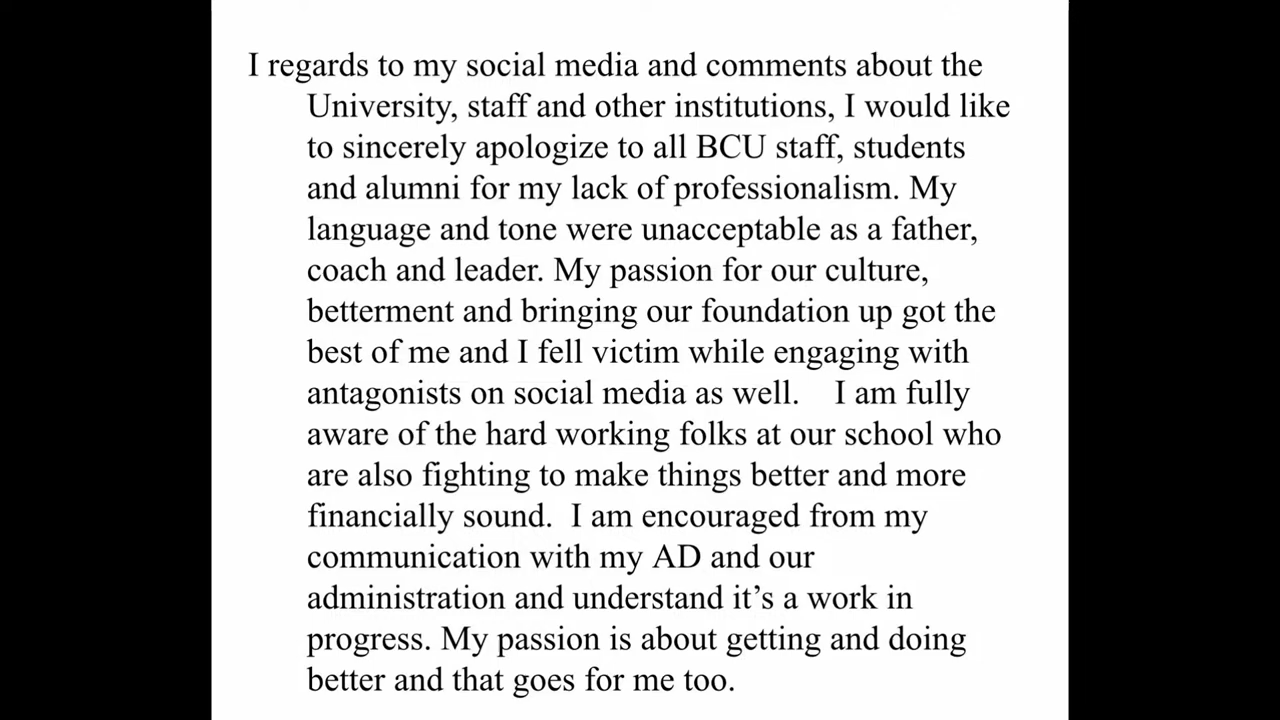 I regards to my social media and comments about the
University, staff and other institutions, I would like
to sincerely apologize to all BCU staff, students
and alumni for my lack of professionalism. My
language and tone were unacceptable as a father,
coach and leader. My passion for our culture,
betterment and bringing our foundation up got the
best of me and I fell victim while engaging with
antagonists on social media as well.    I am fully
aware of the hard working folks at our school who
are also fighting to make things better and more
financially sound.  I am encouraged from my
communication with my AD and our
administration and understand it’s a work in
progress. My passion is about getting and doing
better and that goes for me too.